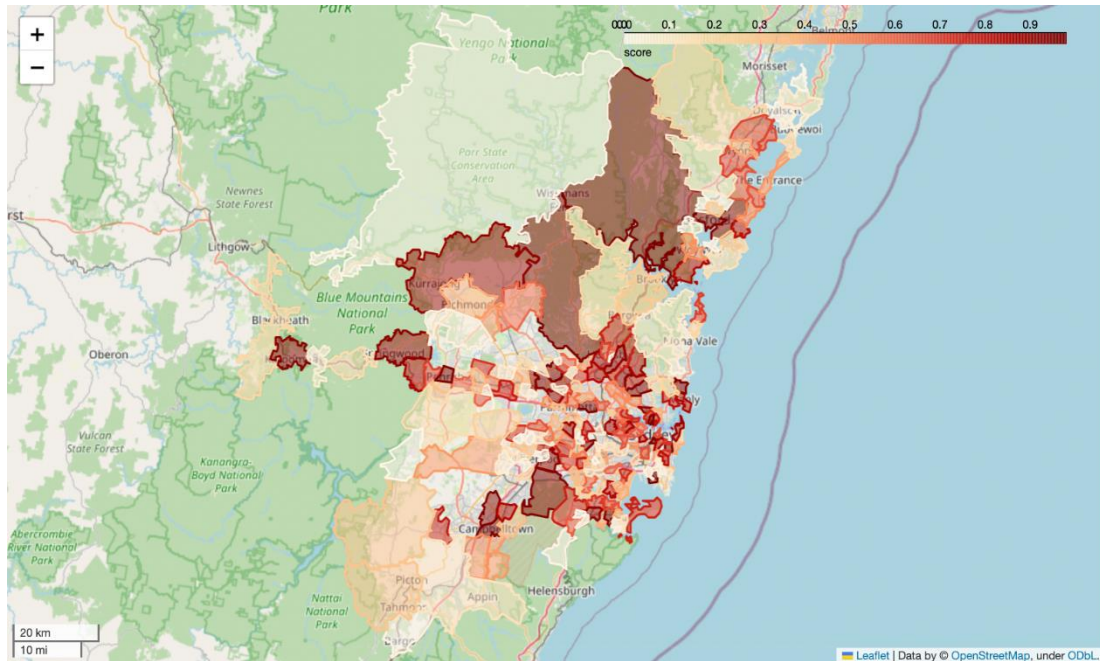 Park
+
−
0.1 0.2 0.3 0.4 0.5 0.6 0.7 0.8 0.9
score
Yengo National
Park
Morisset
Parr State
Conservation
Area
Newnes
State Forest
The Entrance
rst
Lithgow
Blue Mountains
National
Park
Kurrajong
Richmond
Blackheath
Oberon
Mona Vale
Vulcan
State Forest
Kanangra-
Boyd National
Park
Campbelltown
Abercrombie
River National
Park
Picton
Nattai
National
Park
Helensburgh
Appin
Bargo
20 km
10 mi
Leaflet | Data by © OpenStreetMap, under ODbL.